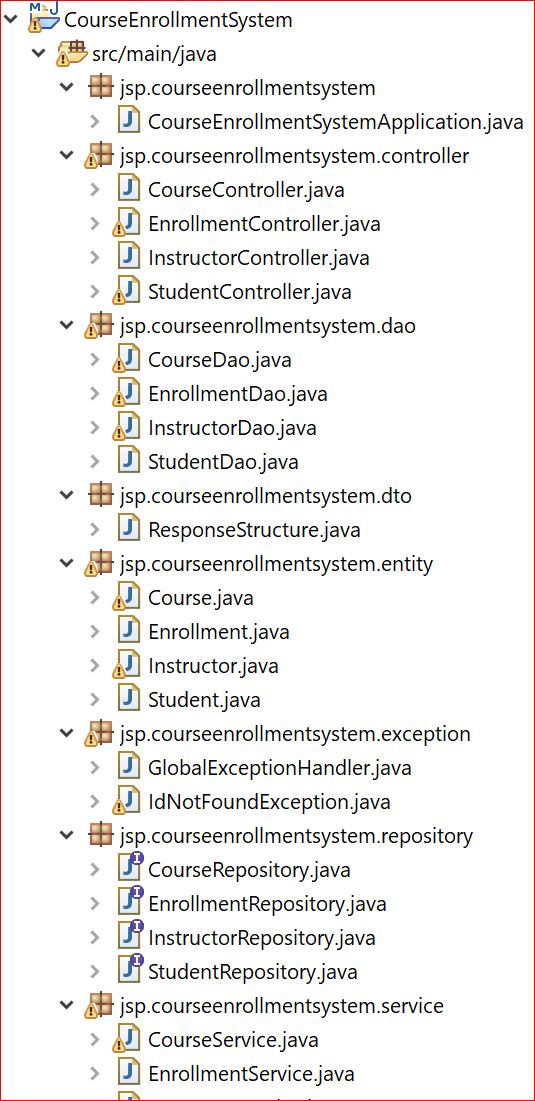 CourseEnrollmentSystem
src/main/java
jsp.courseenrollmentsystem
CourseEnrollmentSystemApplication.java
jsp.courseenrollmentsystem.controller
CourseController.java
EnrollmentController.java
InstructorController.java
StudentController.java
jsp.courseenrollmentsystem.dao
CourseDao.java
EnrollmentDao.java
InstructorDao.java
StudentDao.java
jsp.courseenrollmentsystem.dto
ResponseStructure.java
jsp.courseenrollmentsystem.entity
Course.java
Enrollment.java
Instructor.java
Student.java
jsp.courseenrollmentsystem.exception
GlobalExceptionHandler.java
IdNotFoundException.java
jsp.courseenrollmentsystem.repository
CourseRepository.java
EnrollmentRepository.java
InstructorRepository.java
StudentRepository.java
jsp.courseenrollmentsystem.service
CourseService.java
EnrollmentService.java